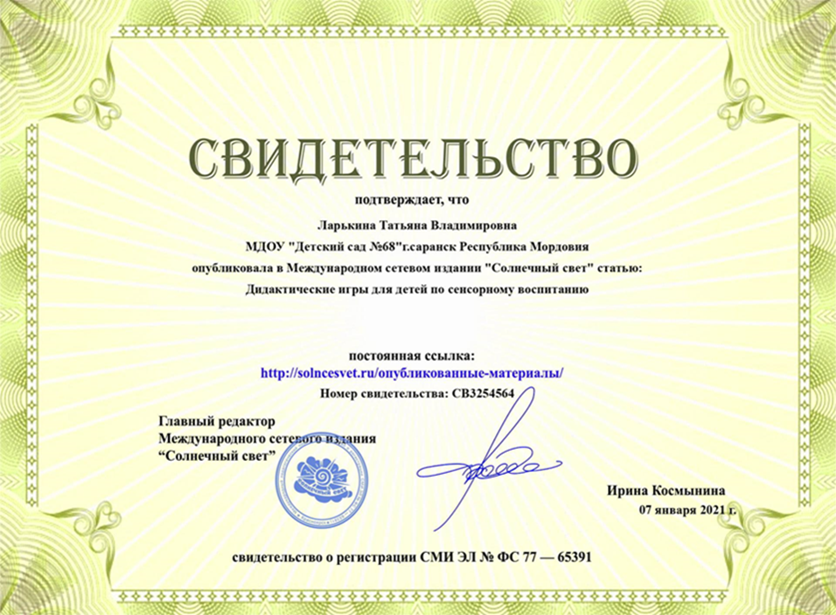 СВИДЕТЕЛЬСТВО
подтверждает, что
Ларькина Татьяна Владимировна
МДОУ "Детский сад №68"г.саранск Республика Мордовия
опубликовала в Международном сетевом издании "Солнечный свет" статью:
Дидактические игры для детей по сенсорному воспитанию
постоянная ссылка:
http://solncesvet.ru/опубликованные-материалы/
Номер свидетельства: СВ3254564
Главный редактор
Международного сетевого издания
“Солнечный свет”
Ирина Космынина
07 января 2021 г.
свидетельство о регистрации СМИ ЭЛ № ФС 77 — 65391